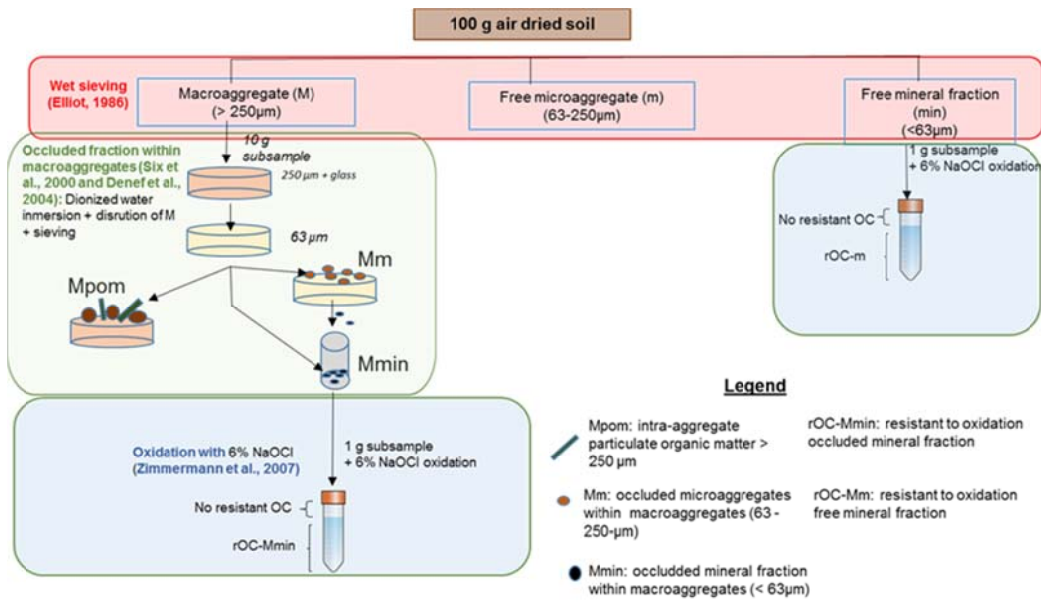 100 g air dried soil
Wet sieving
(Elliot, 1986)
Macroaggregate (M)
(> 250µm)
Free microaggregate (m)
(63-250µm)
Free mineral fraction
(min)
(<63µm)
Occluded fraction within
macroaggregates (Six
et al., 2000 and Denef et al.,
2004): Dionized water
inmersion + disrution of M
+ sieving
10 g
subsample
250 µm + glass
63 µm
Mpom
Mm
Mmin
1 g subsample
+ 6% NaOCl oxidation
No resistant OC
rOC-m
Oxidation with 6% NaOCl
(Zimmermann et al., 2007)
1 g subsample
+ 6% NaOCl oxidation
No resistant OC
rOC-Mmin
Legend
Mpom: intra-aggregate
particulate organic matter >
250 µm
Mm: occluded microaggregates
within macroaggregates (63 -
250-µm)
Mmin: occludded mineral fraction
within macroaggregates (< 63µm)
rOC-Mmin: resistant to oxidation
occluded mineral fraction
rOC-Mm: resistant to oxidation
free mineral fraction